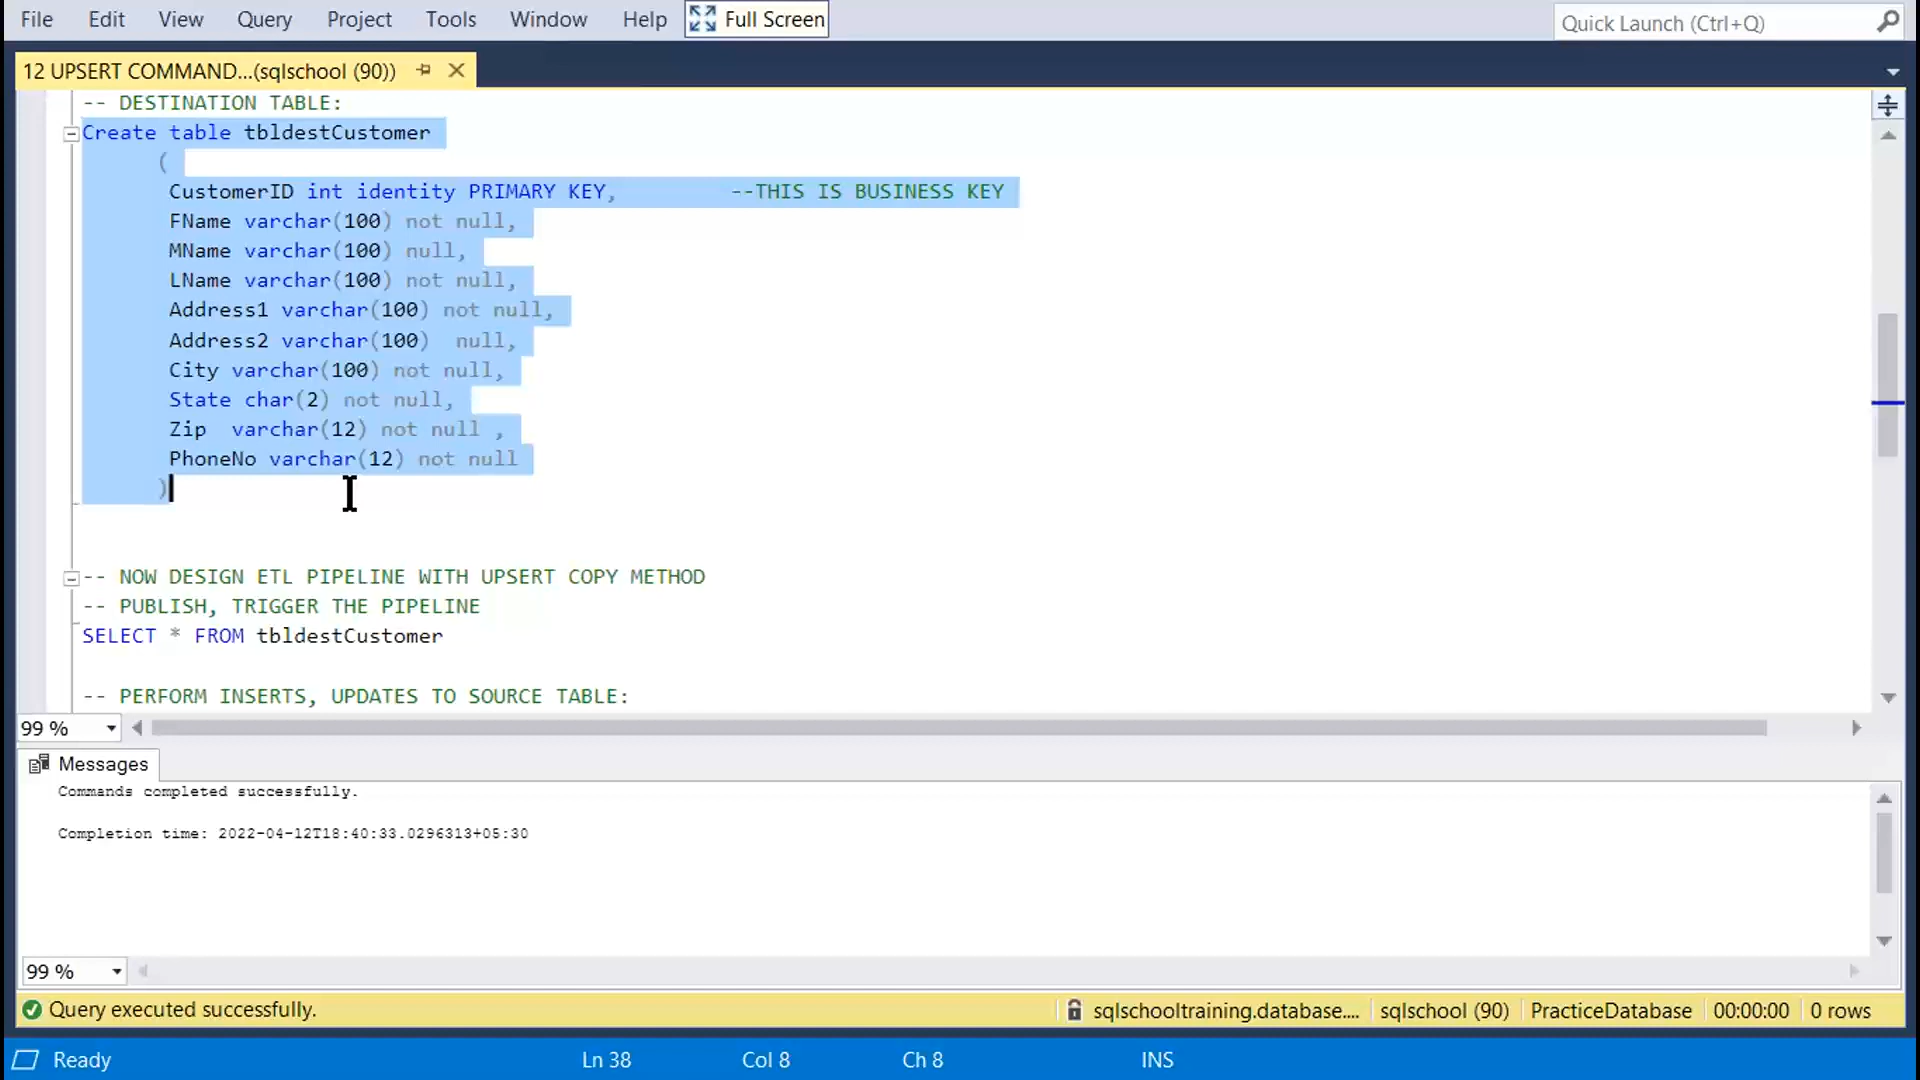 File Edit View Query Project Tools Window Help Full Screen Quick Launch (Ctrl+Q)
12 UPSERT COMMAND...(sqlschool (90))
-- DESTINATION TABLE:
Create table tbldestCustomer
(
CustomerID int identity PRIMARY KEY, --THIS IS BUSINESS KEY
FName varchar(100) not null,
MName varchar(100) null,
LName varchar(100) not null,
Address1 varchar(100) not null,
Address2 varchar(100) null,
City varchar(100) not null,
State char(2) not null,
Zip varchar(12) not null ,
PhoneNo varchar(12) not null
)
-- NOW DESIGN ETL PIPELINE WITH UPSERT COPY METHOD
-- PUBLISH, TRIGGER THE PIPELINE
SELECT * FROM tbldestCustomer
-- PERFORM INSERTS, UPDATES TO SOURCE TABLE:
99 %
Messages
Commands completed successfully.
Completion time: 2022-04-12T18:40:33.0296313+05:30
99 %
Query executed successfully. sqlschooltraining.database.... sqlschool (90) PracticeDatabase 00:00:00 0 rows
Ready Ln 38 Col 8 Ch 8 INS